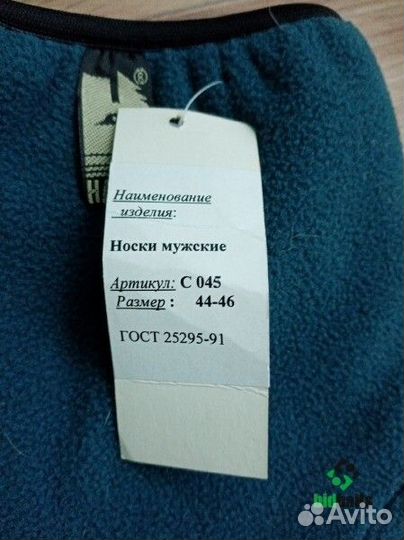 Наименование
изделия:
Носки мужские
Артикул: С 045
Размер : 44-46
ГОСТ 25295-91
Avito